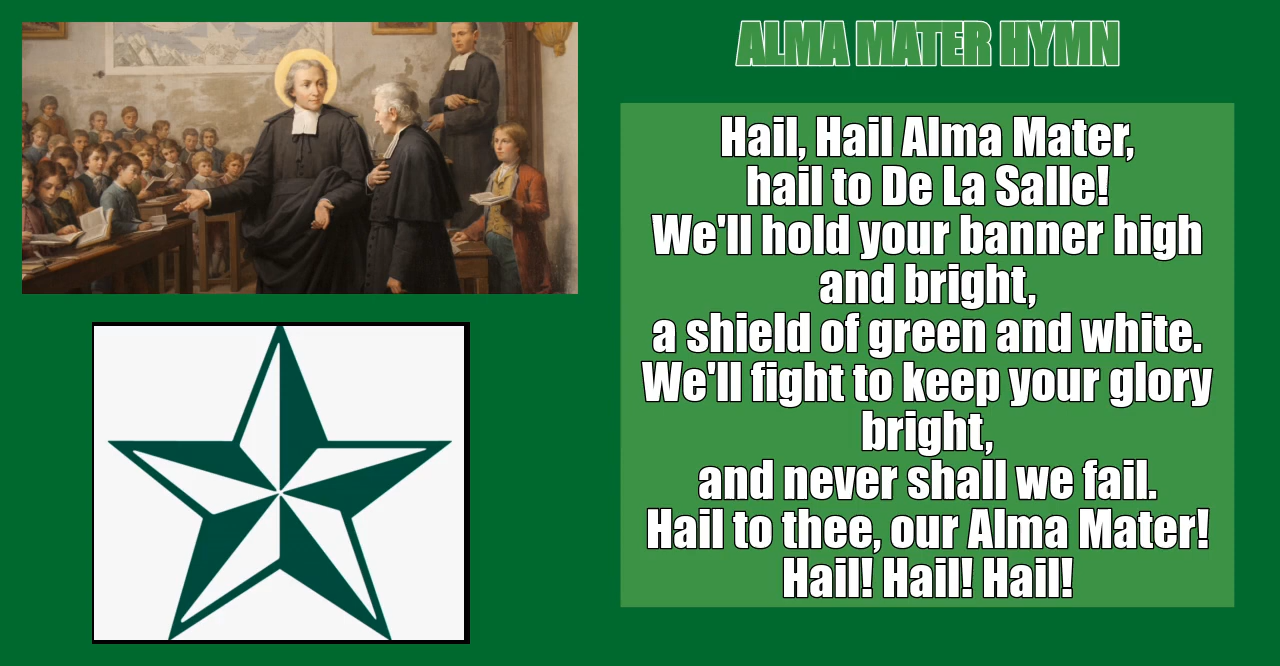 ALMA MATER HYMN
Hail, Hail Alma Mater,
hail to De La Salle!
We'll hold your banner high
and bright,
a shield of green and white.
We'll fight to keep your glory
bright,
and never shall we fail.
Hail to thee, our Alma Mater!
Hail! Hail! Hail!